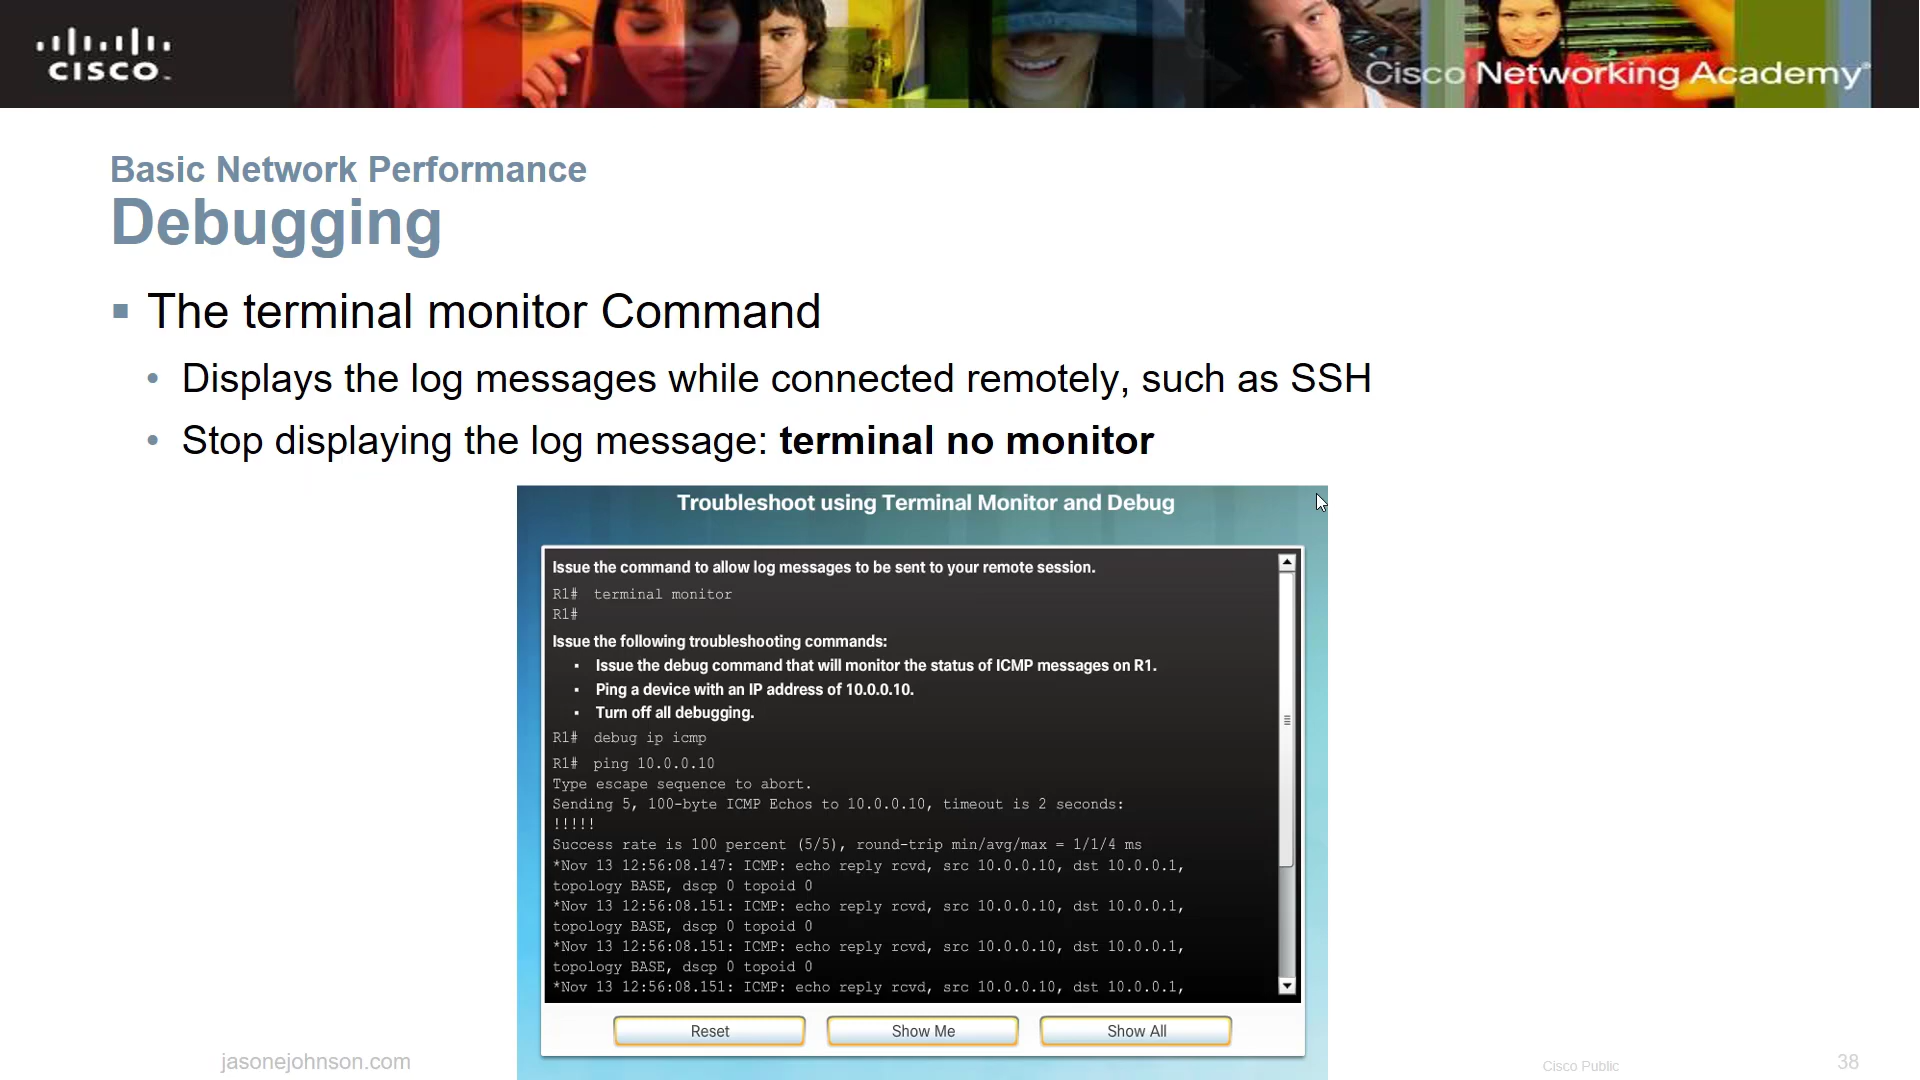 CISCO
Cisco Networking Academy®
Basic Network Performance
Debugging
The terminal monitor Command
Displays the log messages while connected remotely, such as SSH
Stop displaying the log message: terminal no monitor
Troubleshoot using Terminal Monitor and Debug
Issue the command to allow log messages to be sent to your remote session.
R1# terminal monitor
R1#
Issue the following troubleshooting commands:
Issue the debug command that will monitor the status of ICMP messages on R1.
Ping a device with an IP address of 10.0.0.10.
Turn off all debugging.
R1# debug ip icmp
R1# ping 10.0.0.10
Type escape sequence to abort.
Sending 5, 100-byte ICMP Echos to 10.0.0.10, timeout is 2 seconds:
!!!!!
Success rate is 100 percent (5/5), round-trip min/avg/max = 1/1/4 ms
*Nov 13 12:56:08.147: ICMP: echo reply rcvd, src 10.0.0.10, dst 10.0.0.1,
topology BASE, dscp 0 topoid 0
*Nov 13 12:56:08.151: ICMP: echo reply rcvd, src 10.0.0.10, dst 10.0.0.1,
topology BASE, dscp 0 topoid 0
*Nov 13 12:56:08.151: ICMP: echo reply rcvd, src 10.0.0.10, dst 10.0.0.1,
topology BASE, dscp 0 topoid 0
*Nov 13 12:56:08.151: ICMP: echo reply rcvd, src 10.0.0.10, dst 10.0.0.1,
Reset Show Me Show All
jasonejohnson.com Cisco Public 38